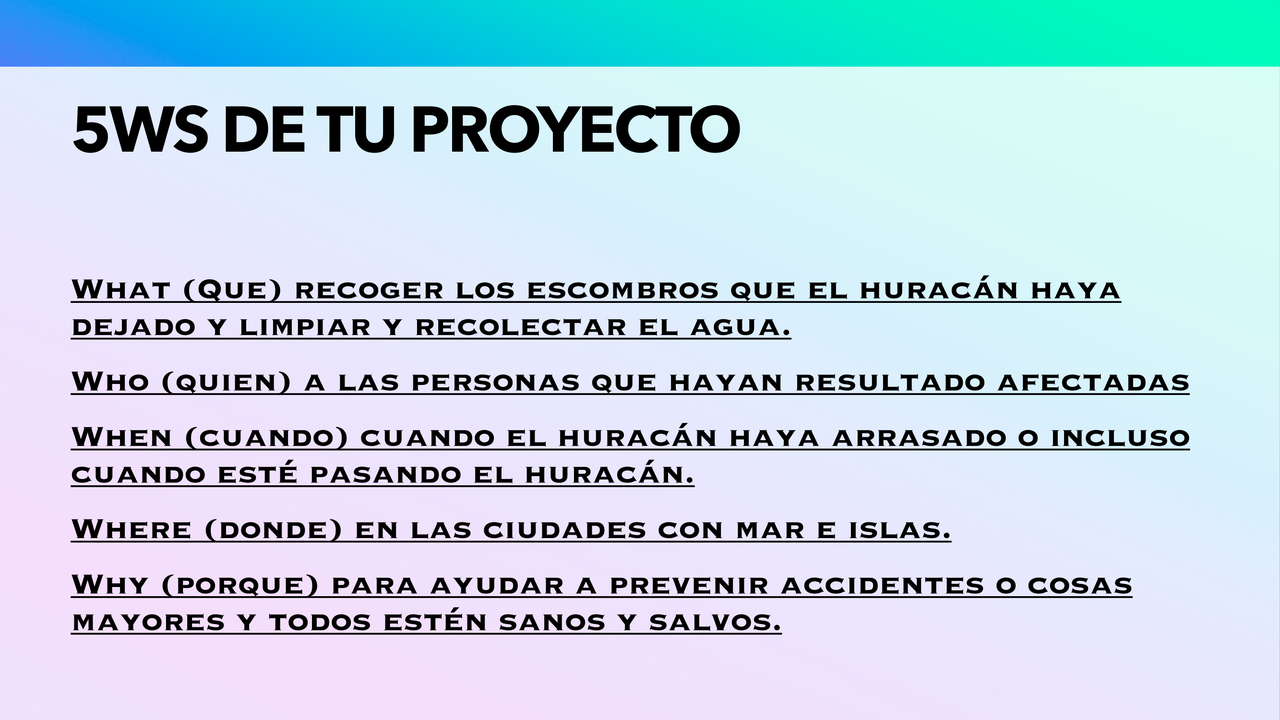 5WS DE TU PROYECTO
What (Que) recoger los escombros que el huracán haya
dejado y limpiar y recolectar el agua.
Who (quien) a las personas que hayan resultado afectadas
When (cuando) cuando el huracán haya arrasado o incluso
cuando esté pasando el huracán.
Where (donde) en las ciudades con mar e islas.
Why (porque) para ayudar a prevenir accidentes o cosas
mayores y todos estén sanos y salvos.